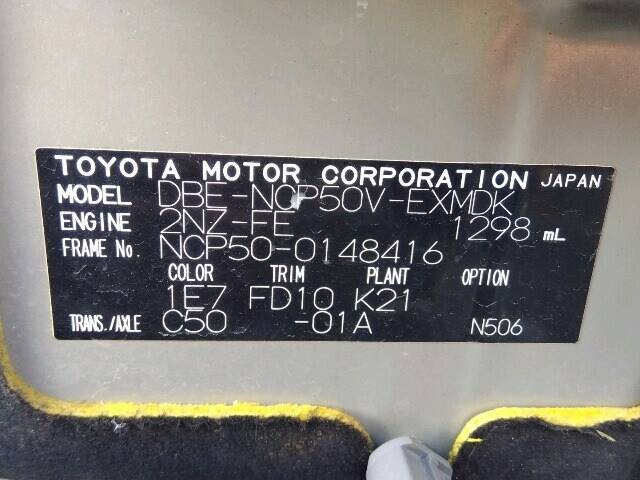 TOYOTA MOTOR CORPORATION JAPAN
MODEL DBE-NCP50V-EXMDK
ENGINE 2NZ-FE 1298 mL
FRAME No. NCP50-0148416
COLOR TRIM PLANT OPTION
1E7 FD10 K21
TRANS./AXLE C50 -01A N506